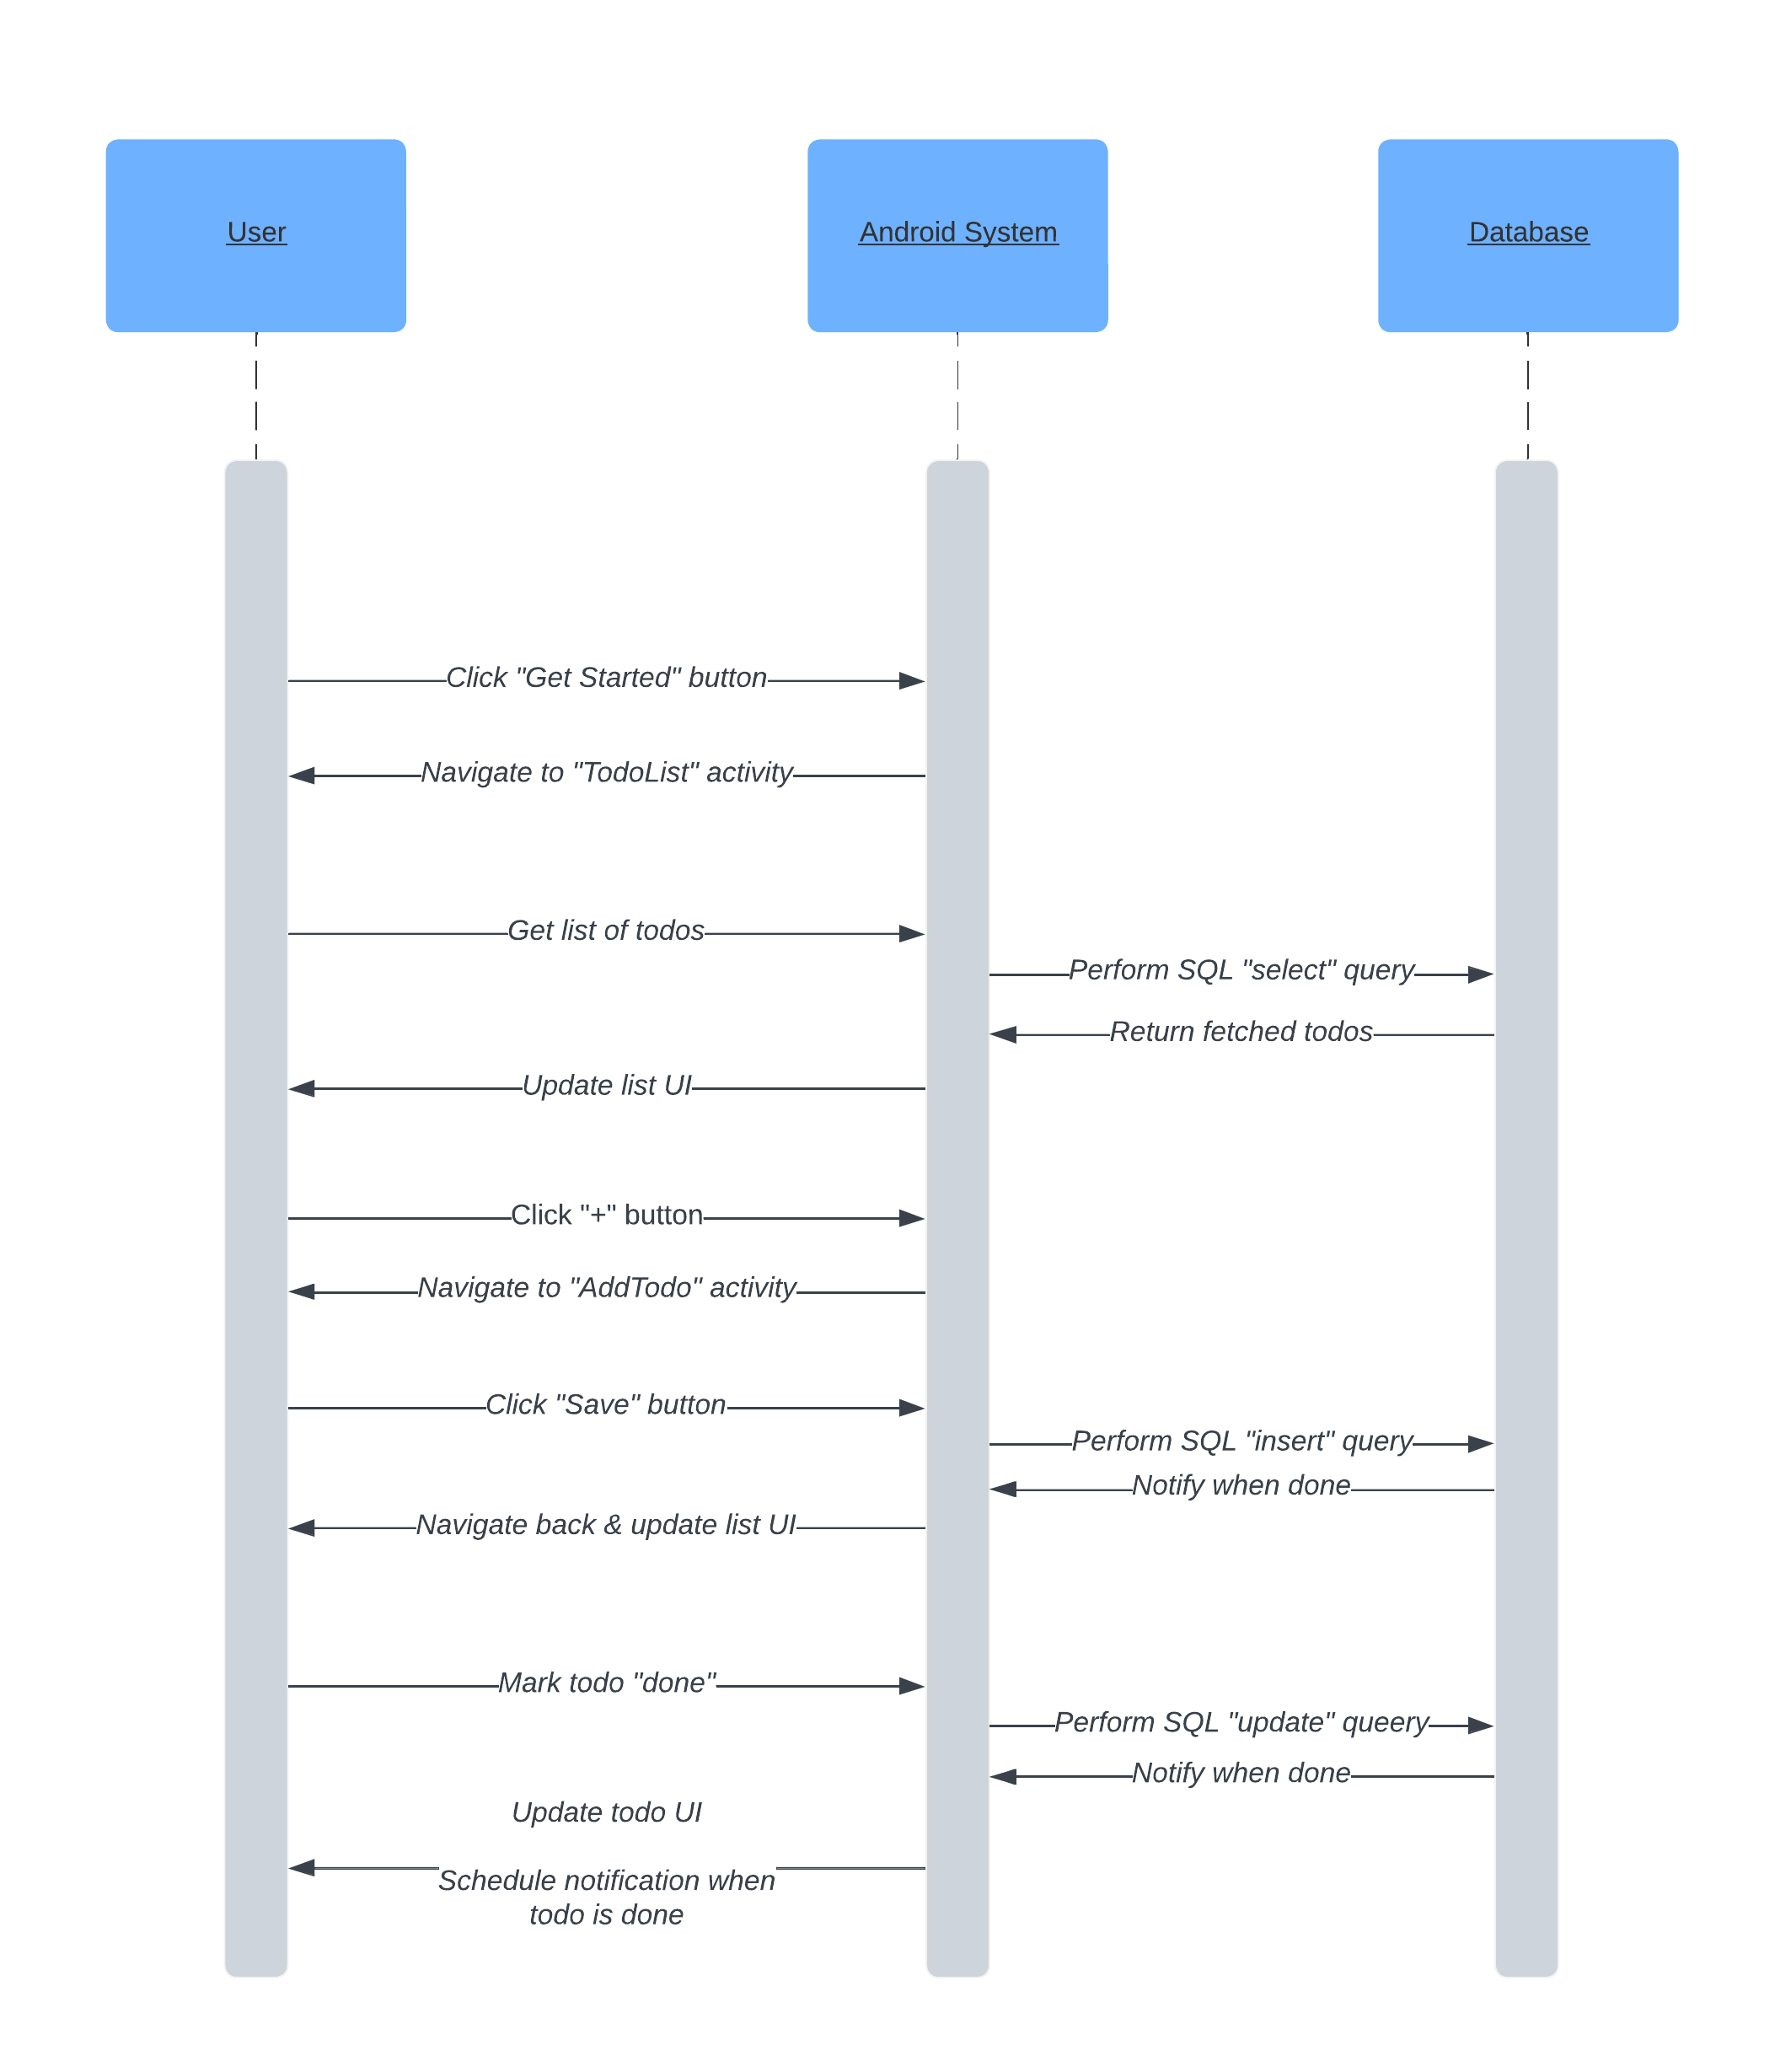 User
Android System
Database
Click "Get Started" button
Navigate to "TodoList" activity
Get list of todos
Perform SQL "select" query
Return fetched todos
Update list UI
Click "+" button
Navigate to "AddTodo" activity
Click "Save" button
Perform SQL "insert" query
Notify when done
Navigate back & update list UI
Mark todo "done"
Perform SQL "update" queery
Notify when done
Update todo UI
Schedule notification when
todo is done